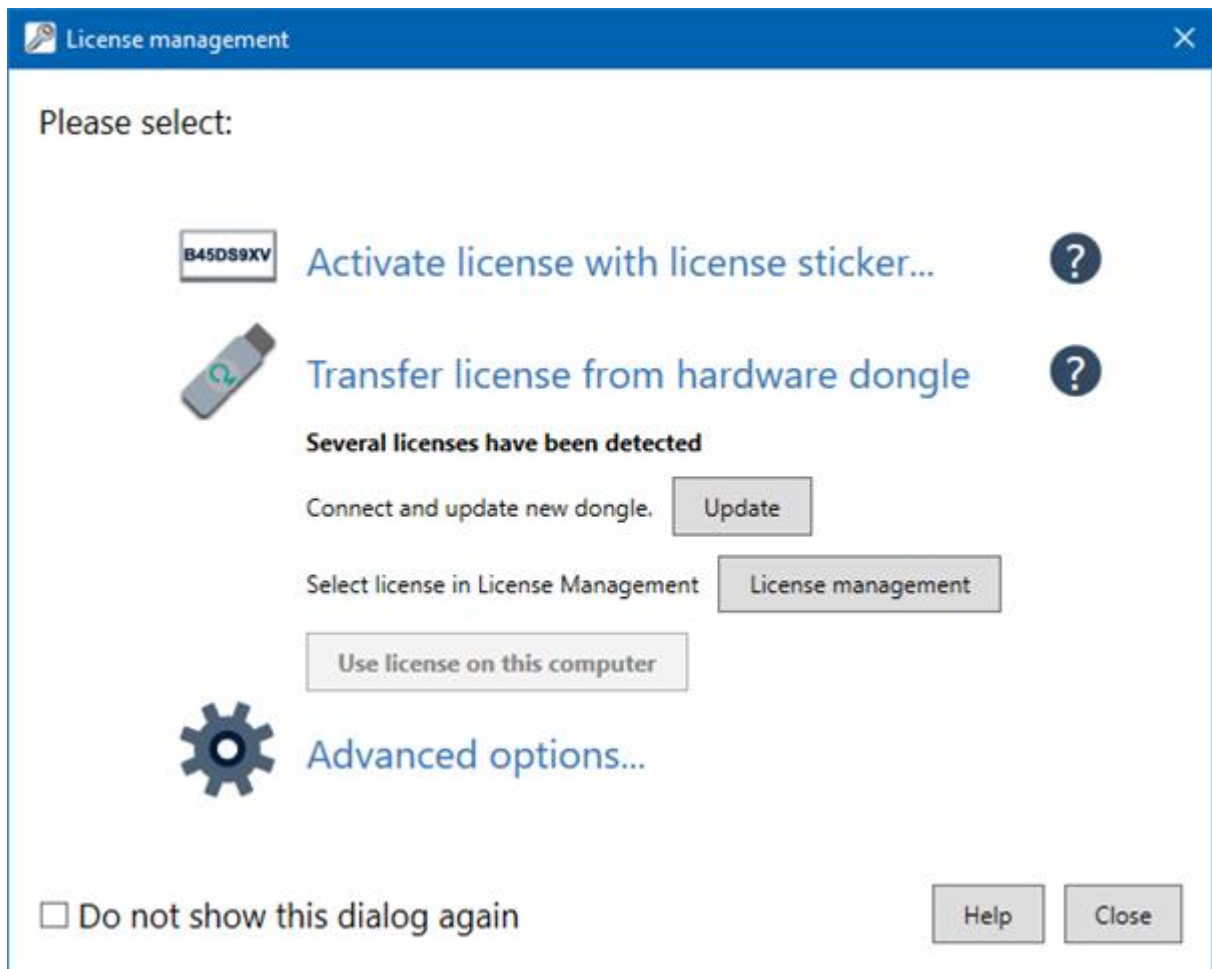 License management
Please select:
B45DS9XV
Activate license with license sticker...
?
Transfer license from hardware dongle
?
Several licenses have been detected
Connect and update new dongle.
Update
Select license in License Management
License management
Use license on this computer
Advanced options...
Do not show this dialog again
Help
Close